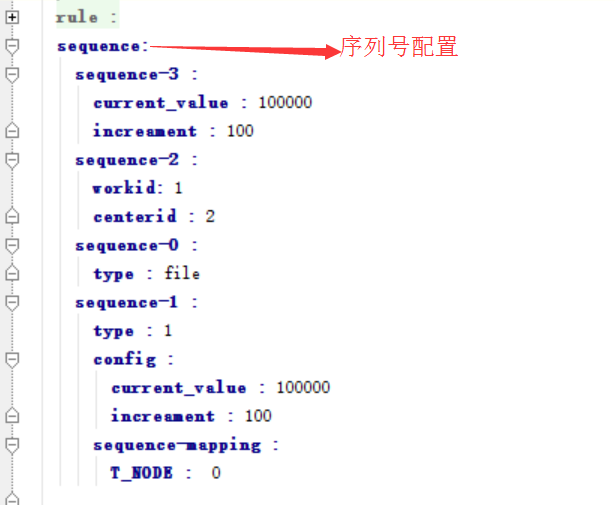 rule :
sequence: 序列号配置
sequence-3 :
current_value : 100000
increament : 100
sequence-2 :
workid: 1
centerid : 2
sequence-0 :
type : file
sequence-1 :
type : 1
config :
current_value : 100000
increament : 100
sequence-mapping :
T_NODE : 0